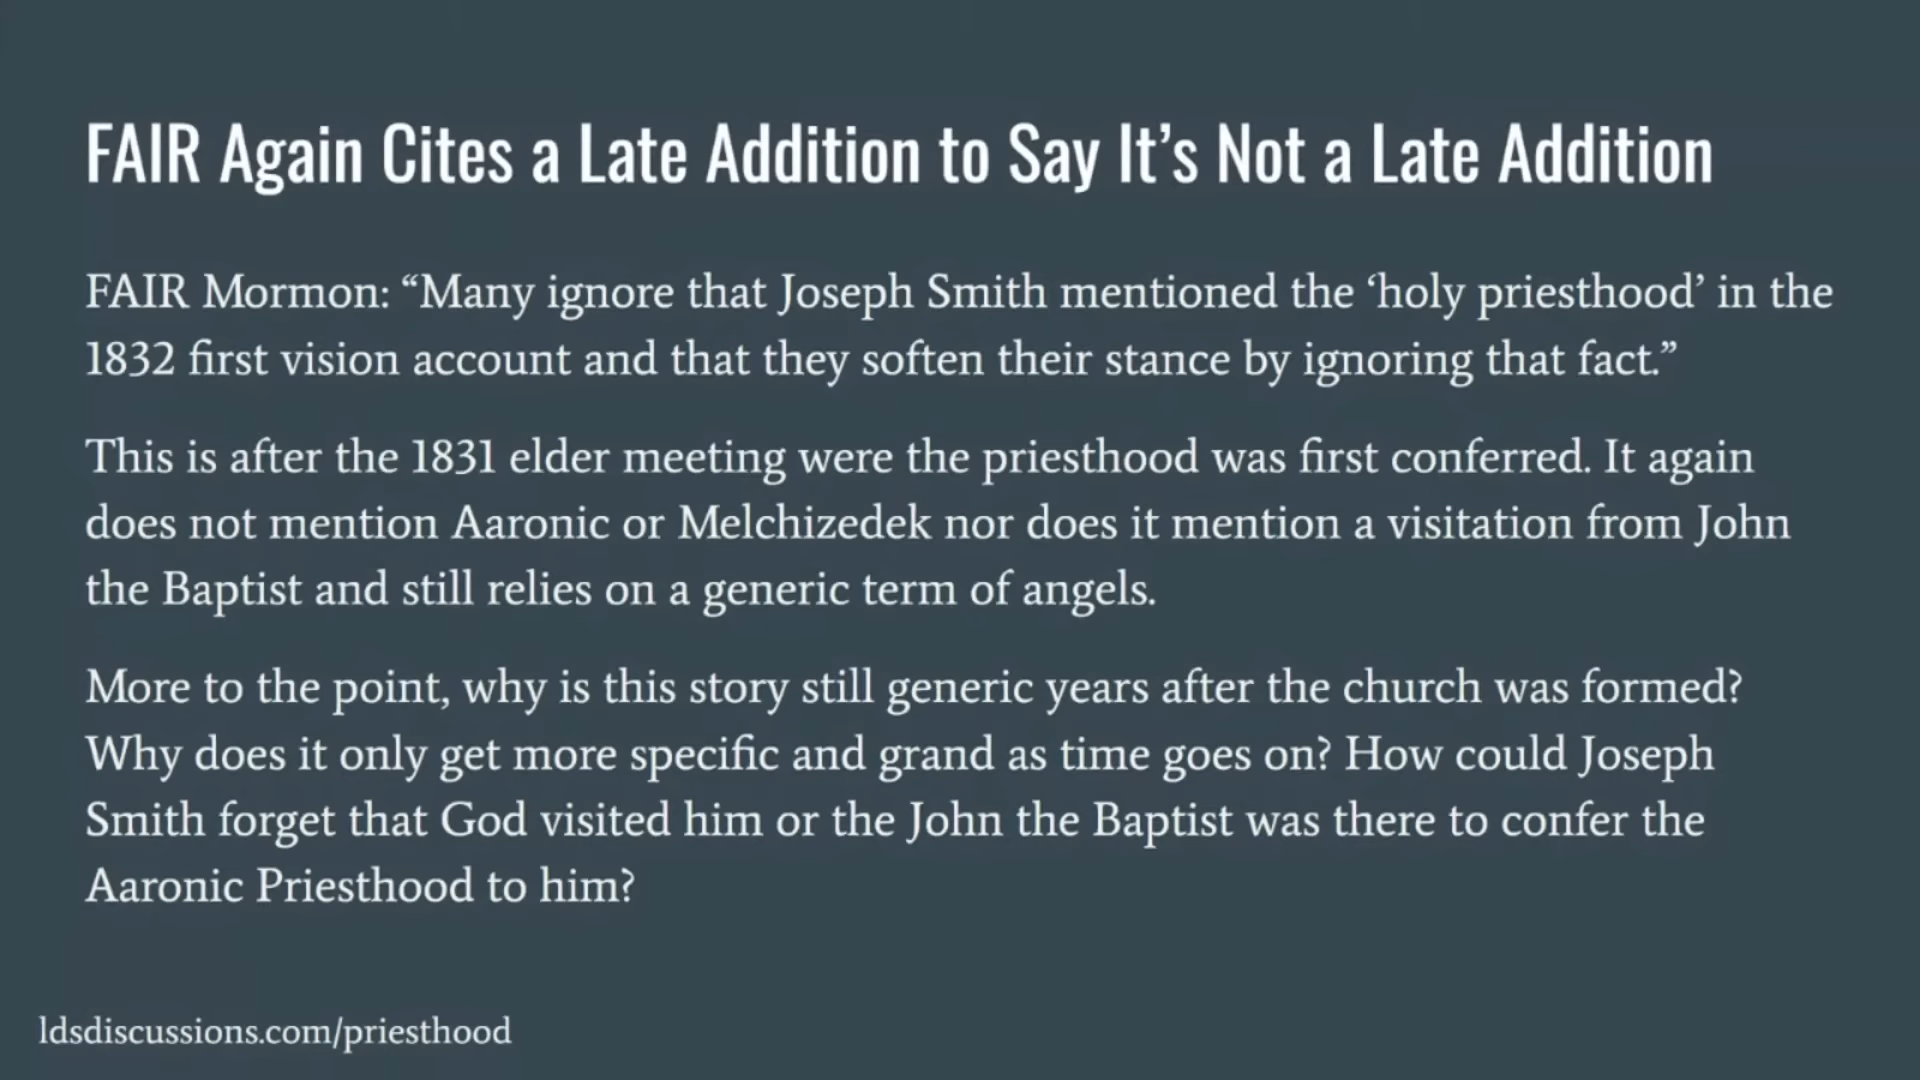 FAIR Again Cites a Late Addition to Say It’s Not a Late Addition
FAIR Mormon: “Many ignore that Joseph Smith mentioned the ‘holy priesthood’ in the
1832 first vision account and that they soften their stance by ignoring that fact.”
This is after the 1831 elder meeting were the priesthood was first conferred. It again
does not mention Aaronic or Melchizedek nor does it mention a visitation from John
the Baptist and still relies on a generic term of angels.
More to the point, why is this story still generic years after the church was formed?
Why does it only get more specific and grand as time goes on? How could Joseph
Smith forget that God visited him or the John the Baptist was there to confer the
Aaronic Priesthood to him?
ldsdiscussions.com/priesthood